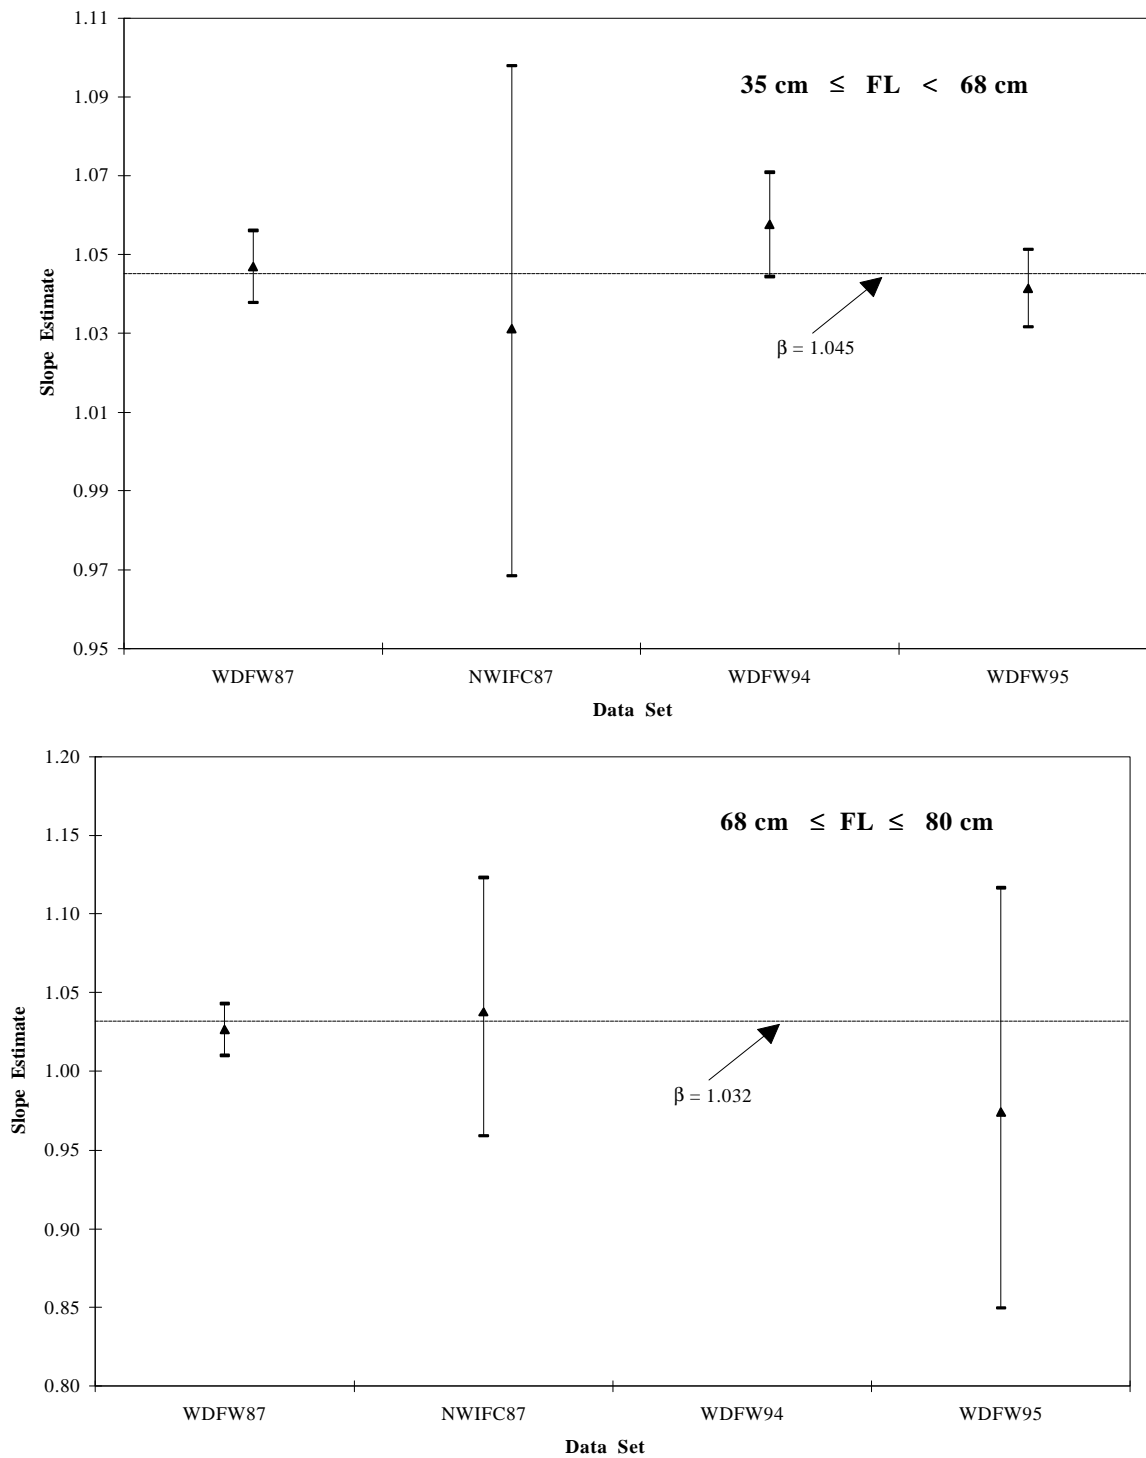 1.11
1.09
1.07
1.05
1.03
1.01
0.99
0.97
0.95
Slope Estimate
35 cm ≤ FL < 68 cm
β = 1.045
WDFW87 NWIFC87 WDFW94 WDFW95
Data Set
1.20
1.15
1.10
1.05
1.00
0.95
0.90
0.85
0.80
Slope Estimate
68 cm ≤ FL ≤ 80 cm
β = 1.032
WDFW87 NWIFC87 WDFW94 WDFW95
Data Set